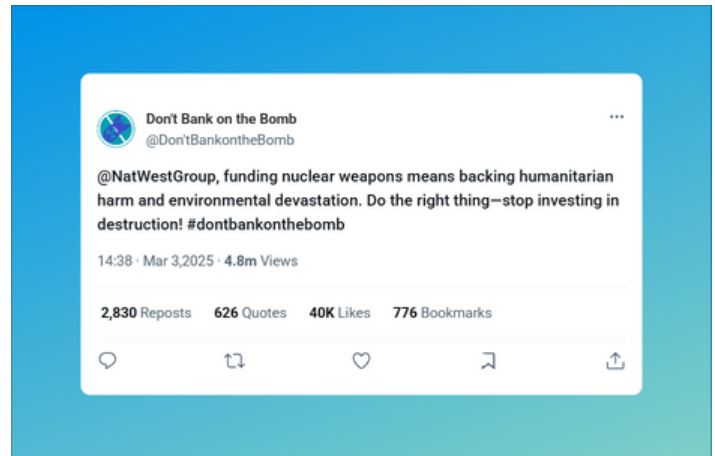 Don't Bank on the Bomb
@Don'tBankontheBomb
@NatWestGroup, funding nuclear weapons means backing humanitarian
harm and environmental devastation. Do the right thing—stop investing in
destruction! #dontbankonthebomb
14:38 · Mar 3,2025 · 4.8m Views
2,830 Reposts 626 Quotes 40K Likes 776 Bookmarks